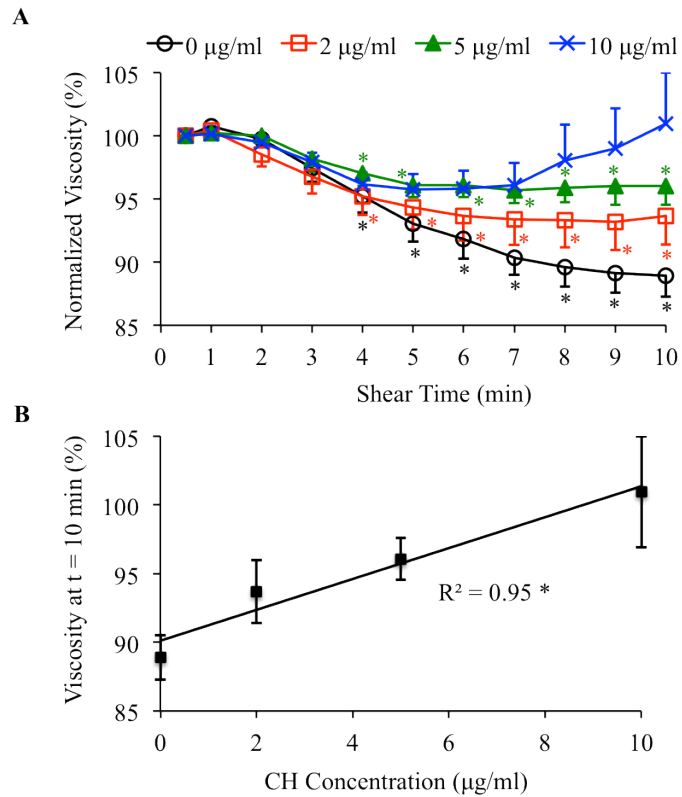 A
0 μg/ml 2 μg/ml 5 μg/ml 10 μg/ml
Normalized Viscosity (%)
105
100
95
90
85
* * * * * * *
* * * * * * *
* * * * * * *
0 1 2 3 4 5 6 7 8 9 10
Shear Time (min)
B
Viscosity at t = 10 min (%)
105
100
95
90
85
R² = 0.95 *
0 2 4 6 8 10
CH Concentration (μg/ml)